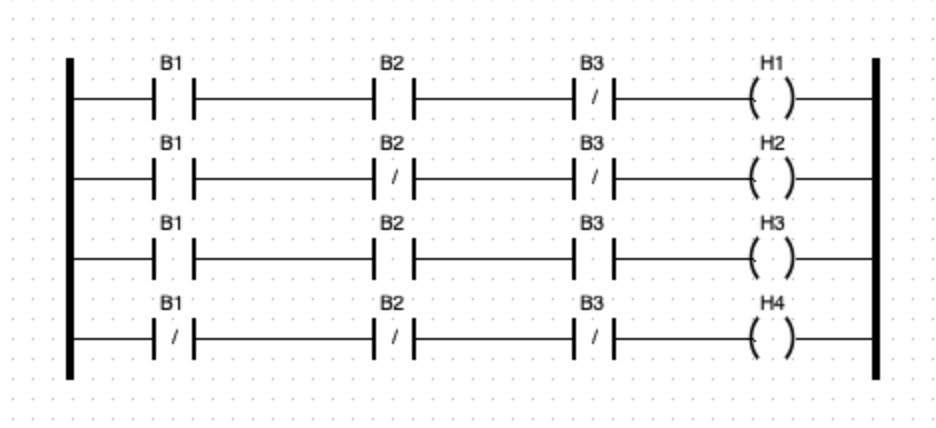 B1 B2 B3 H1
/
B1 B2 B3 H2
/ /
B1 B2 B3 H3
B1 B2 B3 H4
/ / /